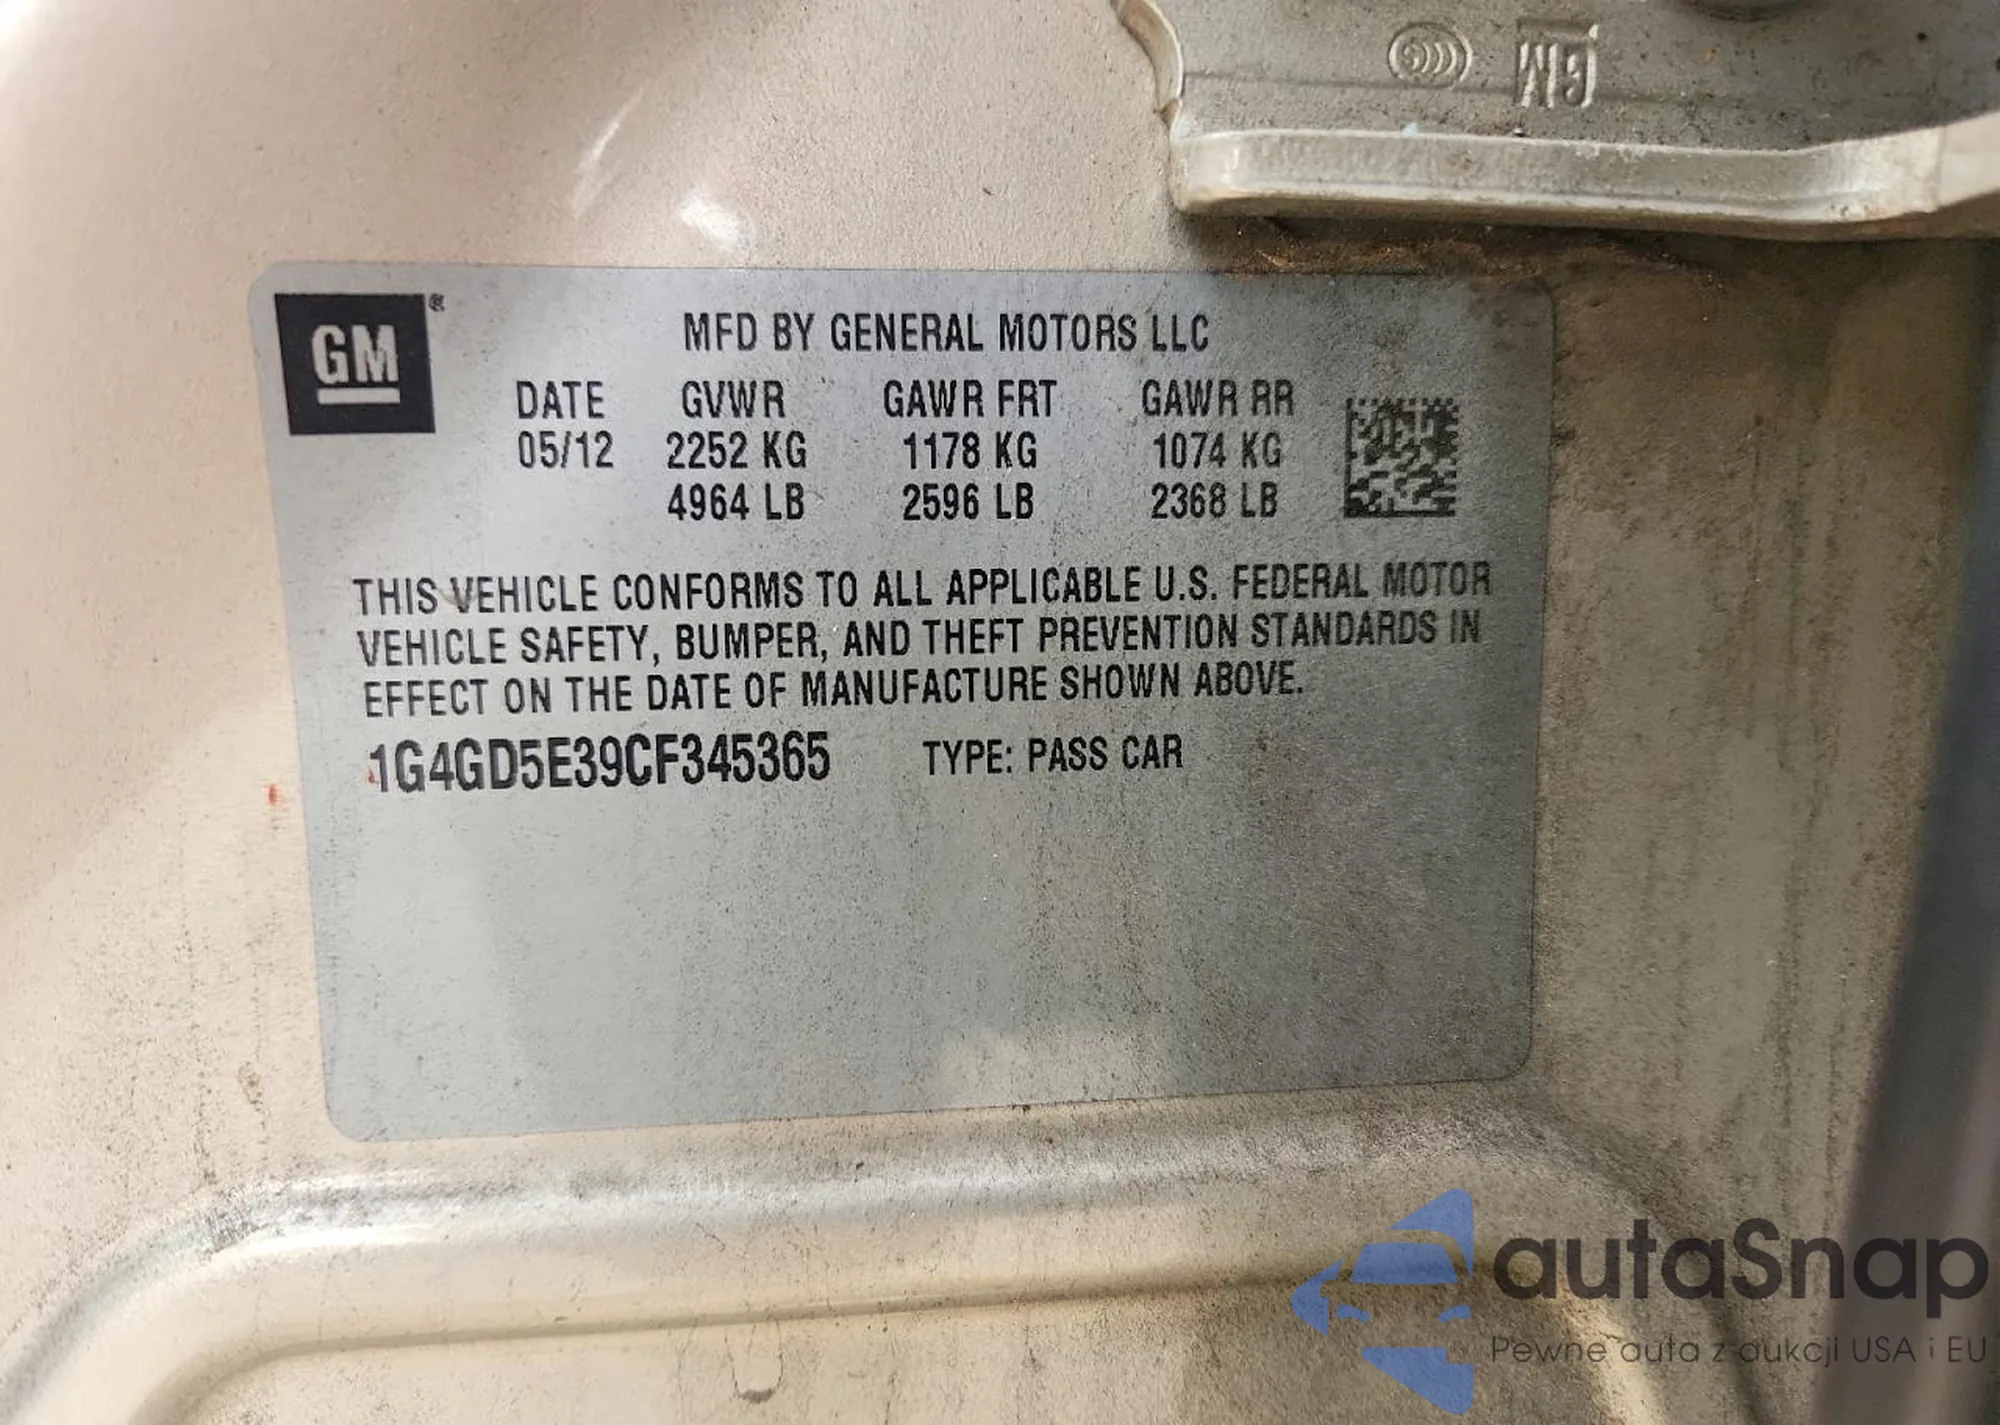 GM
GM ®
MFD BY GENERAL MOTORS LLC
DATE GVWR GAWR FRT GAWR RR
05/12 2252 KG 1178 KG 1074 KG
4964 LB 2596 LB 2368 LB
THIS VEHICLE CONFORMS TO ALL APPLICABLE U.S. FEDERAL MOTOR
VEHICLE SAFETY, BUMPER, AND THEFT PREVENTION STANDARDS IN
EFFECT ON THE DATE OF MANUFACTURE SHOWN ABOVE.
1G4GD5E39CF345365 TYPE: PASS CAR
autaSnap
Pewne auta z aukcji USA i EU